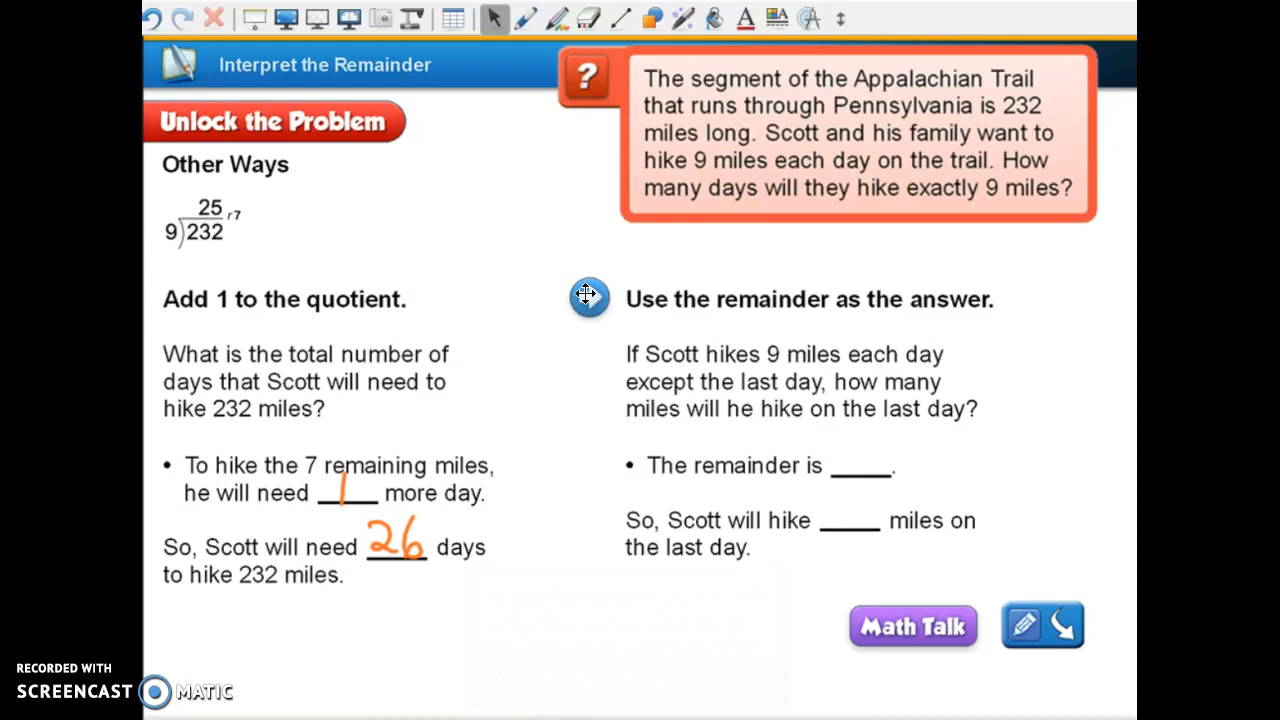 Interpret the Remainder
?
The segment of the Appalachian Trail
that runs through Pennsylvania is 232
miles long. Scott and his family want to
hike 9 miles each day on the trail. How
many days will they hike exactly 9 miles?
Unlock the Problem
Other Ways
25 r7
9)232
Add 1 to the quotient.
What is the total number of
days that Scott will need to
hike 232 miles?
• To hike the 7 remaining miles,
he will need 1 more day.
So, Scott will need 26 days
to hike 232 miles.
Use the remainder as the answer.
If Scott hikes 9 miles each day
except the last day, how many
miles will he hike on the last day?
• The remainder is ____.
So, Scott will hike ____ miles on
the last day.
Math Talk
RECORDED WITH
SCREENCAST MATIC